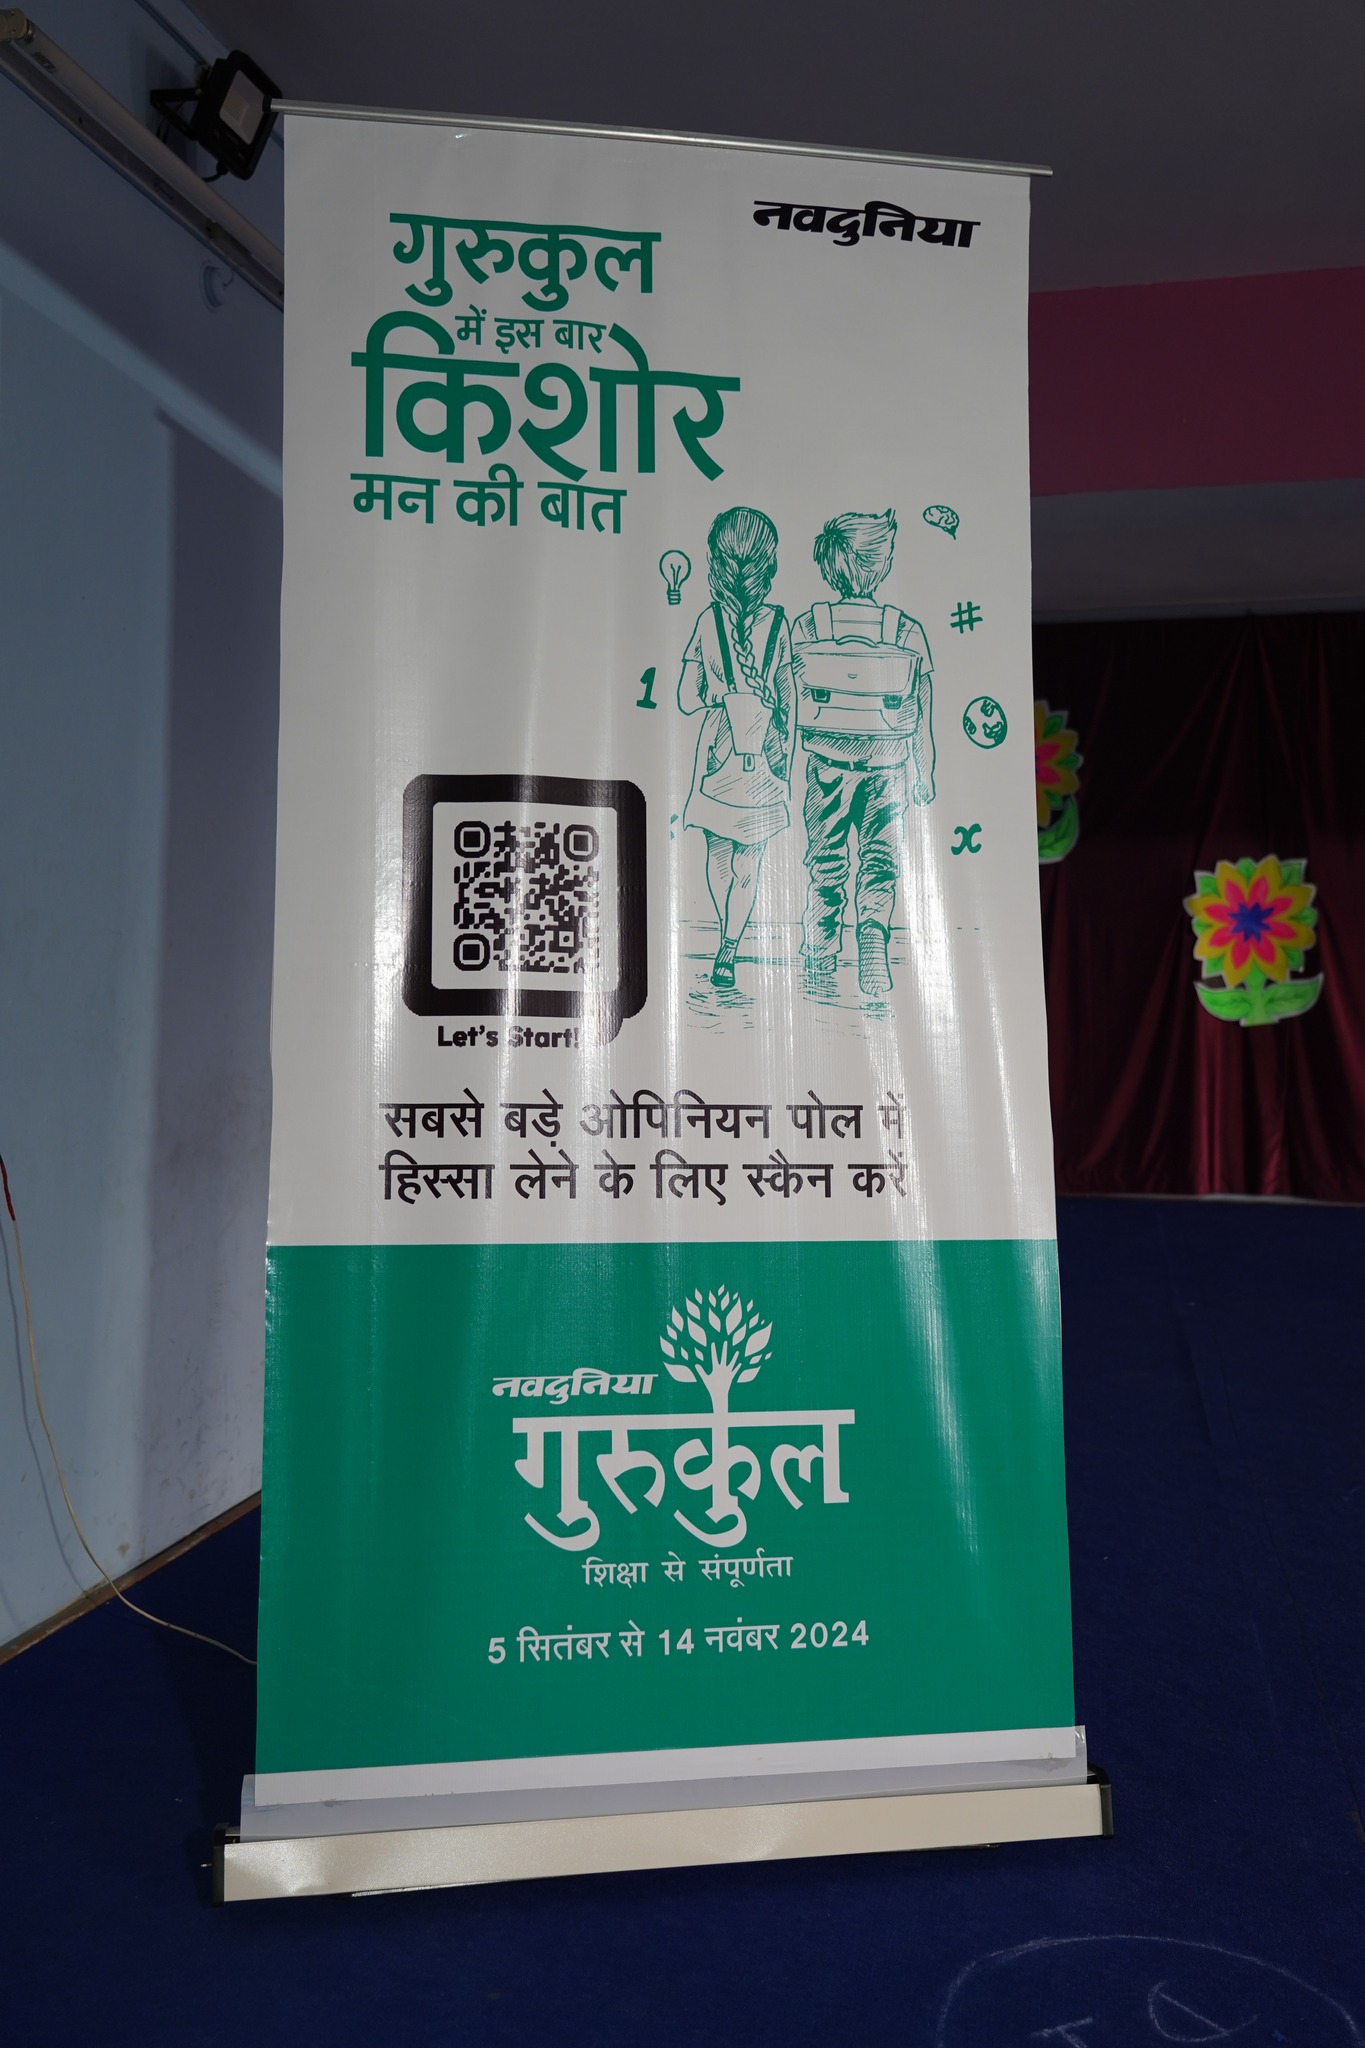 नवदुनिया
गुरुकुल
में इस बार
किशोर
मन की बात
1
#
x
Let's Start!
सबसे बड़े ओपिनियन पोल में
हिस्सा लेने के लिए स्कैन करें
नवदुनिया
गुरुकुल
शिक्षा से संपूर्णता
5 सितंबर से 14 नवंबर 2024